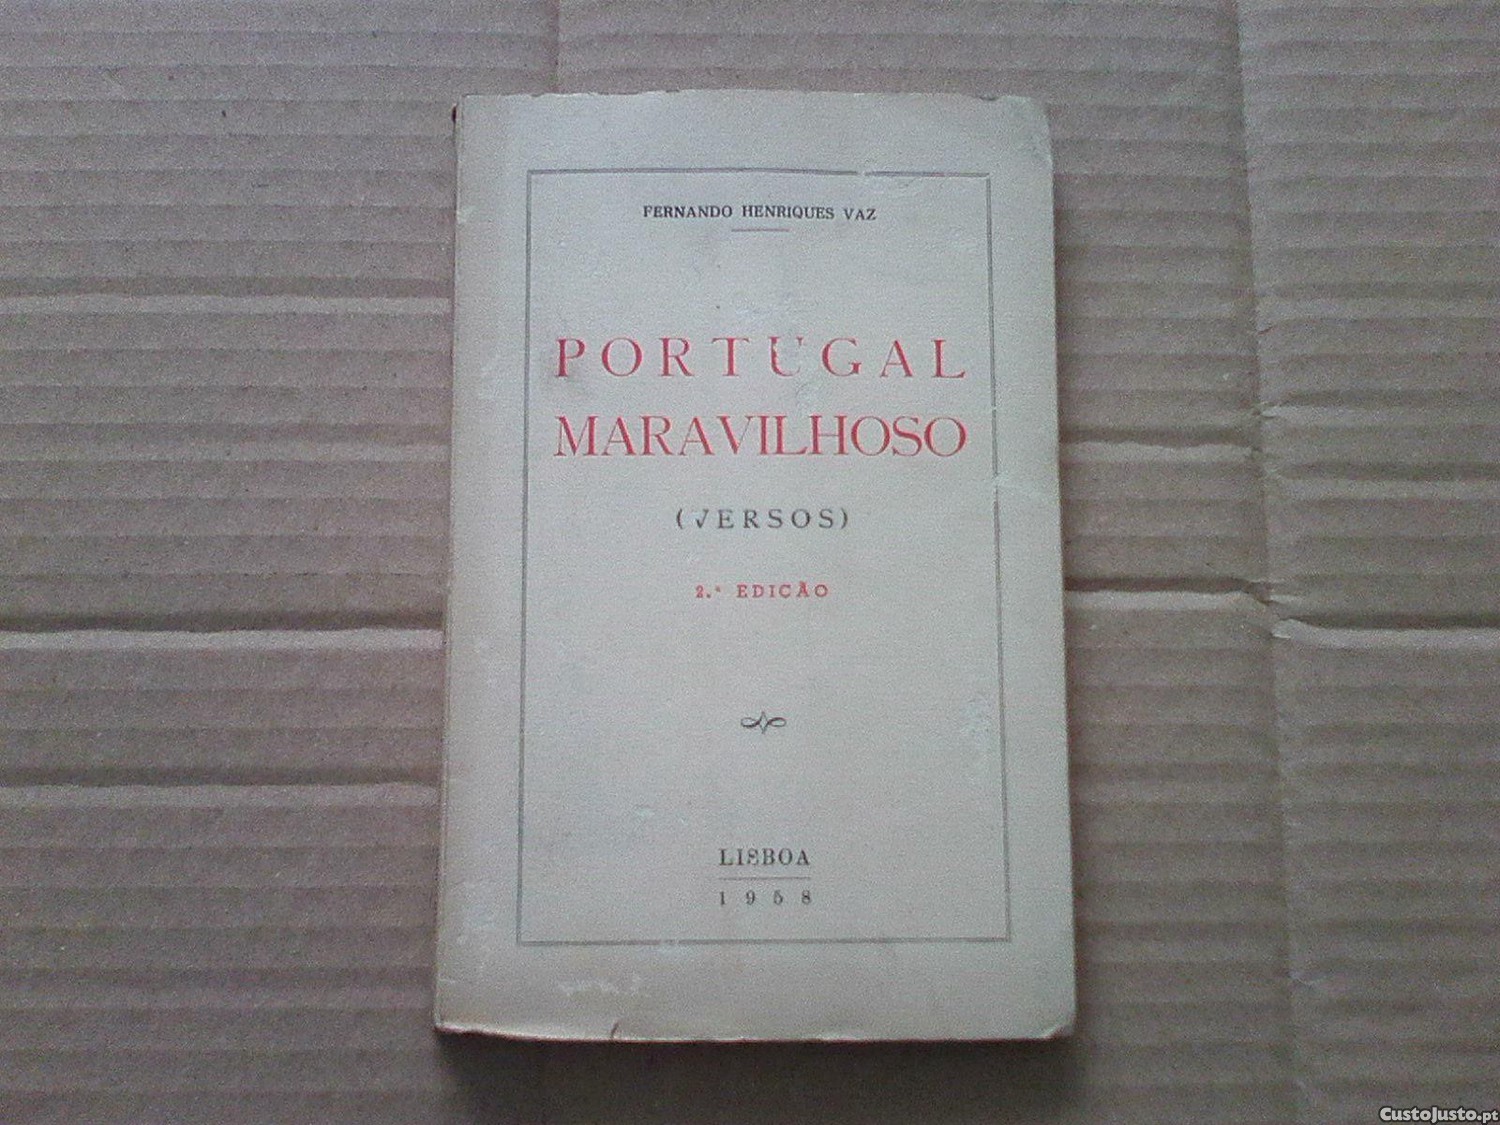 FERNANDO HENRIQUES VAZ
PORTUGAL
MARAVILHOSO
(VERSOS)
2.ª EDIÇÃO
LISBOA
1958
CustoJusto.pt